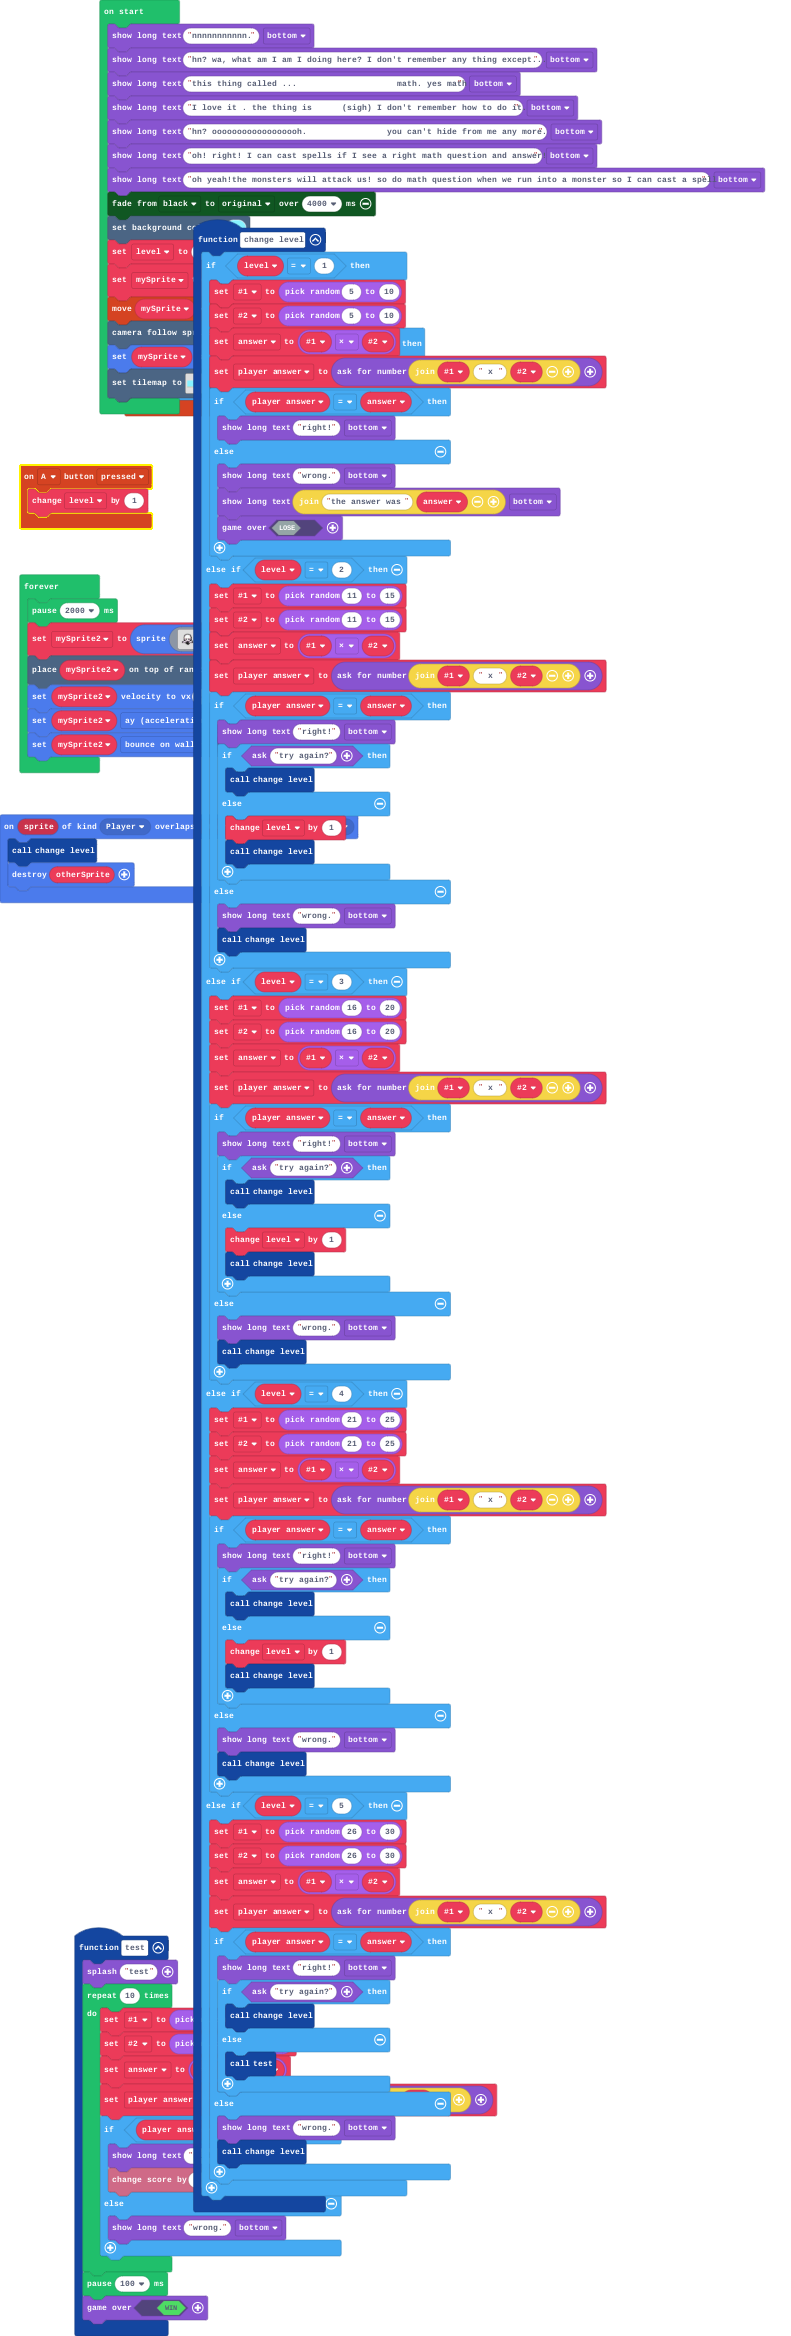 on start
show long text "nnnnnnnnnnn." bottom
show long text "hn? wa, what am I am I doing here? I don't remember any thing except." bottom
show long text "this thing called ... math. yes math bottom
show long text "I love it . the thing is (sigh) I don't remember how to do it bottom
show long text "hn? ooooooooooooooooooh. you can't hide from me any more. bottom
show long text "oh! right! I can cast spells if I see a right math question and answer bottom
show long text "oh yeah!the monsters will attack us! so do math question when we run into a monster so I can cast a bottom
fade from black to original over 4000 ms
set background
set level to
set mySprite
move mySprite
camera follow
set mySprite
set tilemap to
on A button pressed
change level by 1
forever
pause 2000 ms
set mySprite2 to sprite
place mySprite2 on top of
set mySprite2 velocity to
set mySprite2 ay
set mySprite2 bounce on
on sprite of kind Player overlaps
call change level
destroy otherSprite
function change level
if level = 1 then
set #1 to pick random 5 to 10
set #2 to pick random 5 to 10
set answer to #1 × #2
then
set player answer to ask for number join #1 " x " #2
if player answer = answer then
show long text "right!" bottom
else
show long text "wrong." bottom
show long text join "the answer was " answer bottom
game over LOSE
else if level = 2 then
set #1 to pick random 11 to 15
set #2 to pick random 11 to 15
set answer to #1 × #2
set player answer to ask for number join #1 " x " #2
if player answer = answer then
show long text "right!" bottom
if ask "try again?" then
call change level
else
change level by 1
call change level
else
show long text "wrong." bottom
call change level
else if level = 3 then
set #1 to pick random 16 to 20
set #2 to pick random 16 to 20
set answer to #1 × #2
set player answer to ask for number join #1 " x " #2
if player answer = answer then
show long text "right!" bottom
if ask "try again?" then
call change level
else
change level by 1
call change level
else
show long text "wrong." bottom
call change level
else if level = 4 then
set #1 to pick random 21 to 25
set #2 to pick random 21 to 25
set answer to #1 × #2
set player answer to ask for number join #1 " x " #2
if player answer = answer then
show long text "right!" bottom
if ask "try again?" then
call change level
else
change level by 1
call change level
else
show long text "wrong." bottom
call change level
else if level = 5 then
set #1 to pick random 26 to 30
set #2 to pick random 26 to 30
set answer to #1 × #2
set player answer to ask for number join #1 " x " #2
if player answer = answer then
show long text "right!" bottom
if ask "try again?" then
call change level
else
call test
else
show long text "wrong." bottom
call change level
function test
splash "test"
repeat 10 times
do
set #1 to
set #2 to
set answer to
set player answer
if player
show long text
change score by
else
show long text "wrong." bottom
pause 100 ms
game over WIN